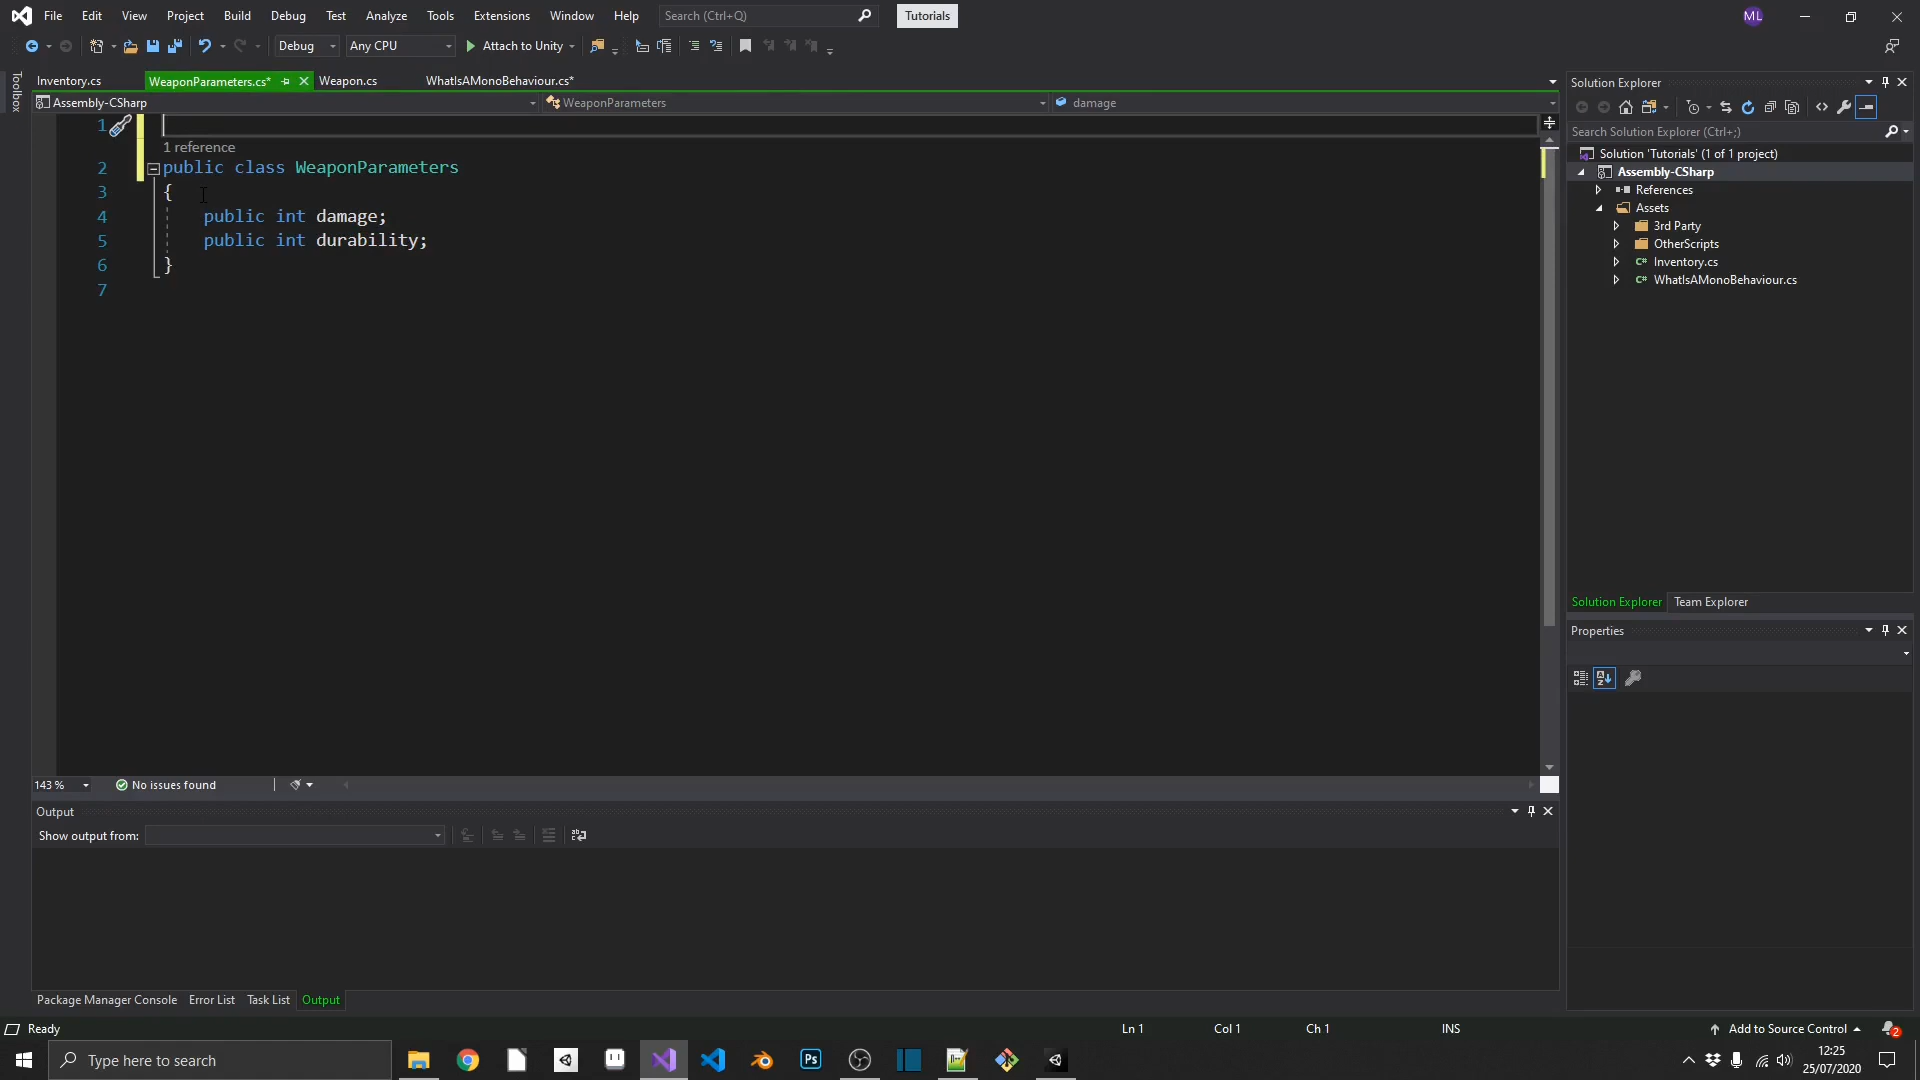 File Edit View Project Build Debug Test Analyze Tools Extensions Window Help Search (Ctrl+Q) Tutorials ML
Debug Any CPU Attach to Unity
Toolbox
Inventory.cs WeaponParameters.cs* Weapon.cs WhatIsAMonoBehaviour.cs*
Assembly-CSharp WeaponParameters damage
1
1 reference
2 public class WeaponParameters
3 {
4 public int damage;
5 public int durability;
6 }
7
143 % No issues found
Output
Show output from:
Package Manager Console Error List Task List Output
Solution Explorer
Search Solution Explorer (Ctrl+;)
Solution 'Tutorials' (1 of 1 project)
Assembly-CSharp
References
Assets
3rd Party
OtherScripts
C# Inventory.cs
C# WhatIsAMonoBehaviour.cs
Solution Explorer Team Explorer
Properties
Ready Ln 1 Col 1 Ch 1 INS Add to Source Control 2
Type here to search Ps 12:25
25/07/2020